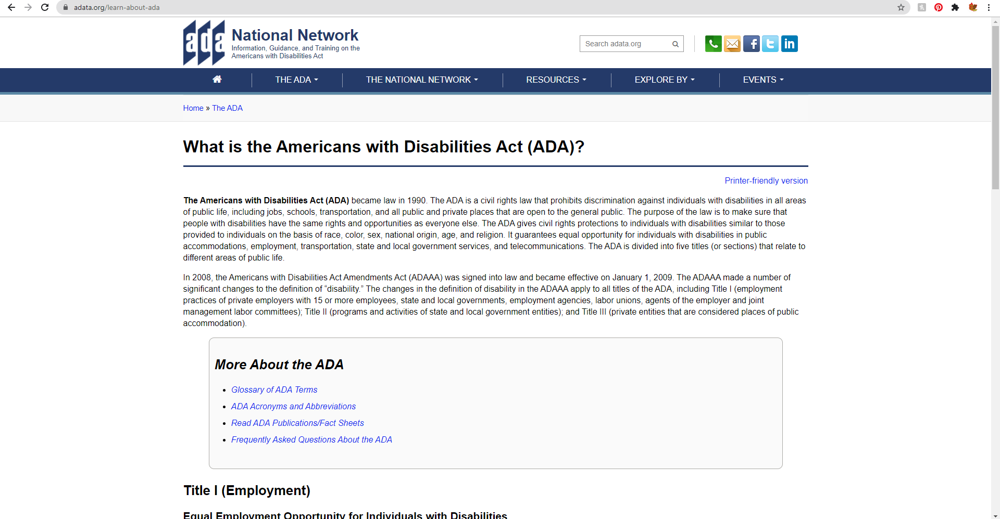 adata.org/learn-about-ada
ada
National Network
Information, Guidance, and Training on the
Americans with Disabilities Act
Search adata.org
THE ADA
THE NATIONAL NETWORK
RESOURCES
EXPLORE BY
EVENTS
Home » The ADA
What is the Americans with Disabilities Act (ADA)?
Printer-friendly version
The Americans with Disabilities Act (ADA) became law in 1990. The ADA is a civil rights law that prohibits discrimination against individuals with disabilities in all areas
of public life, including jobs, schools, transportation, and all public and private places that are open to the general public. The purpose of the law is to make sure that
people with disabilities have the same rights and opportunities as everyone else. The ADA gives civil rights protections to individuals with disabilities similar to those
provided to individuals on the basis of race, color, sex, national origin, age, and religion. It guarantees equal opportunity for individuals with disabilities in public
accommodations, employment, transportation, state and local government services, and telecommunications. The ADA is divided into five titles (or sections) that relate to
different areas of public life.
In 2008, the Americans with Disabilities Act Amendments Act (ADAAA) was signed into law and became effective on January 1, 2009. The ADAAA made a number of
significant changes to the definition of “disability.” The changes in the definition of disability in the ADAAA apply to all titles of the ADA, including Title I (employment
practices of private employers with 15 or more employees, state and local governments, employment agencies, labor unions, agents of the employer and joint
management labor committees); Title II (programs and activities of state and local government entities); and Title III (private entities that are considered places of public
accommodation).
More About the ADA
• Glossary of ADA Terms
• ADA Acronyms and Abbreviations
• Read ADA Publications/Fact Sheets
• Frequently Asked Questions About the ADA
Title I (Employment)
Equal Employment Opportunity for Individuals with Disabilities